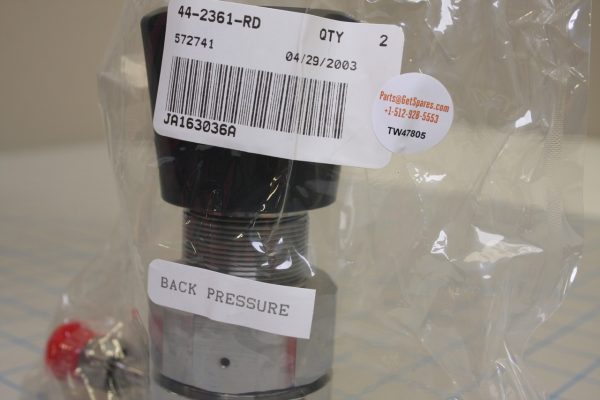 44-2361-RD QTY 2
572741 04/29/2003
JA163036A
Parts@GetSpares.com
+1-512-928-5553
TW47805
BACK PRESSURE